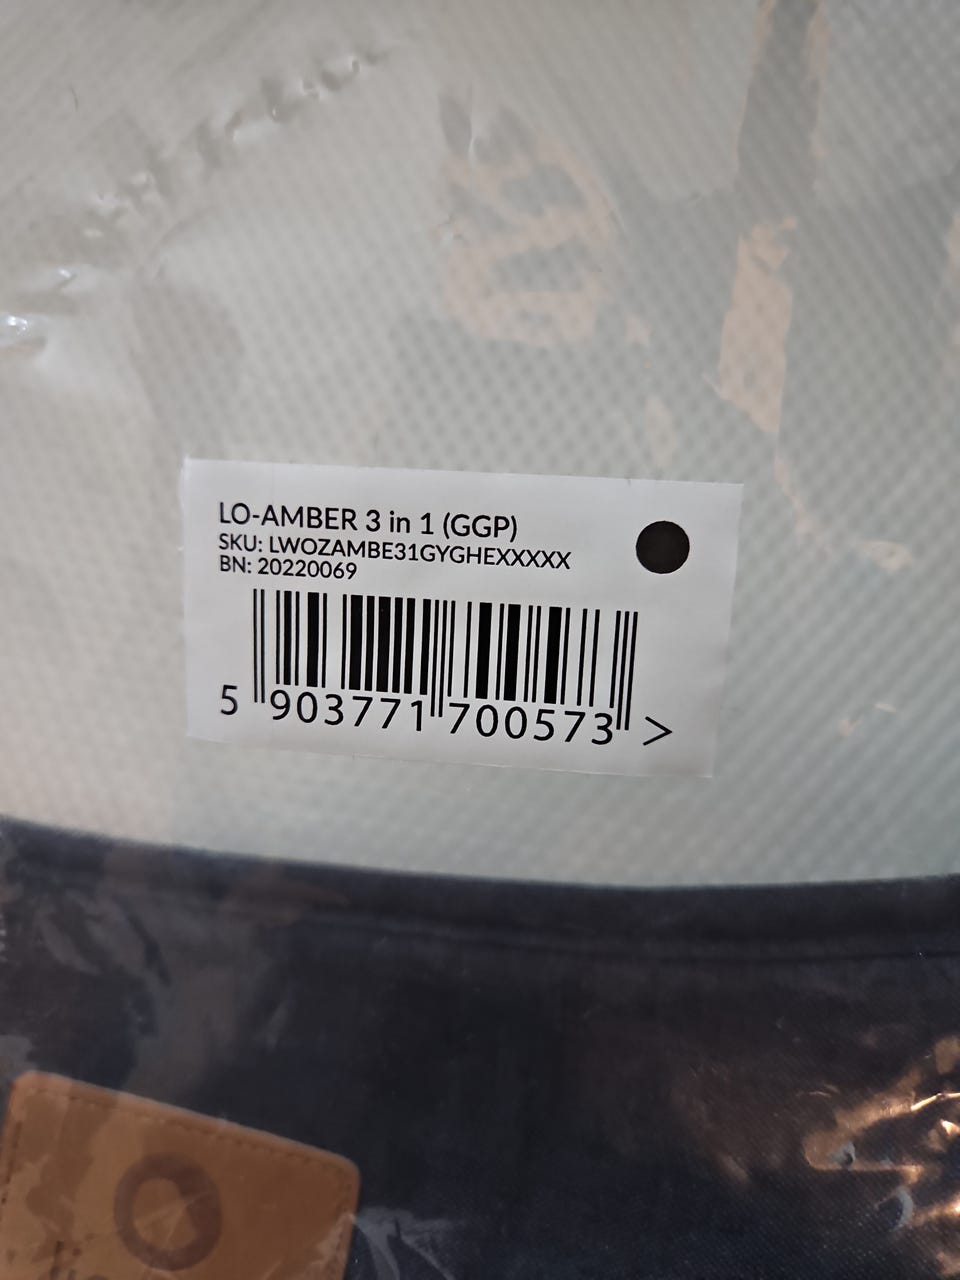 LO-AMBER 3 in 1 (GGP)
SKU: LWOZAMBE31GYGHEXXXXX
BN: 20220069
5 903771 700573 >